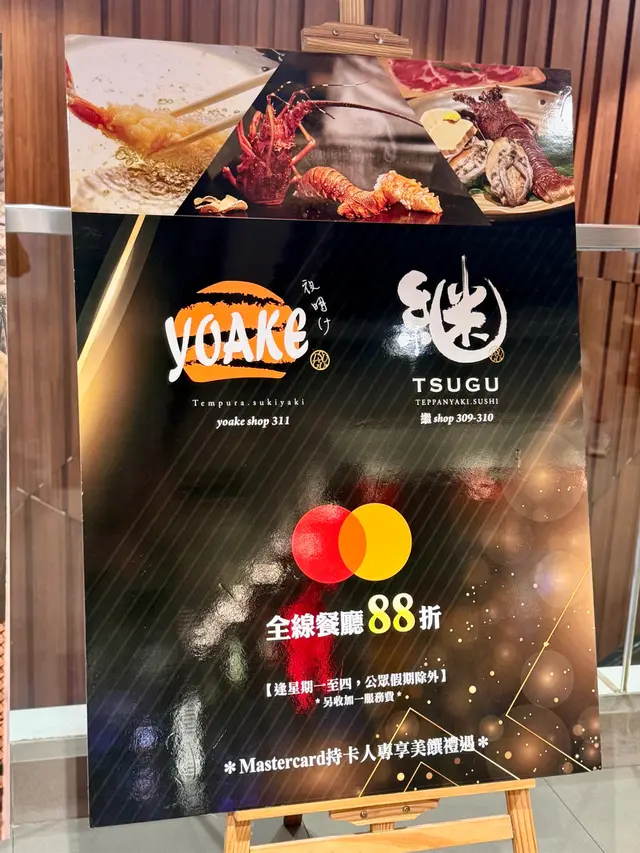 夜明け
YOAKE
Tempura.sukiyaki
yoake shop 311
継
TSUGU
TEPPANYAKI.SUSHI
繼 shop 309-310
全線餐廳88折
【逢星期一至四，公眾假期除外】
*另收加一服務費*
＊Mastercard持卡人專享美饌禮遇＊